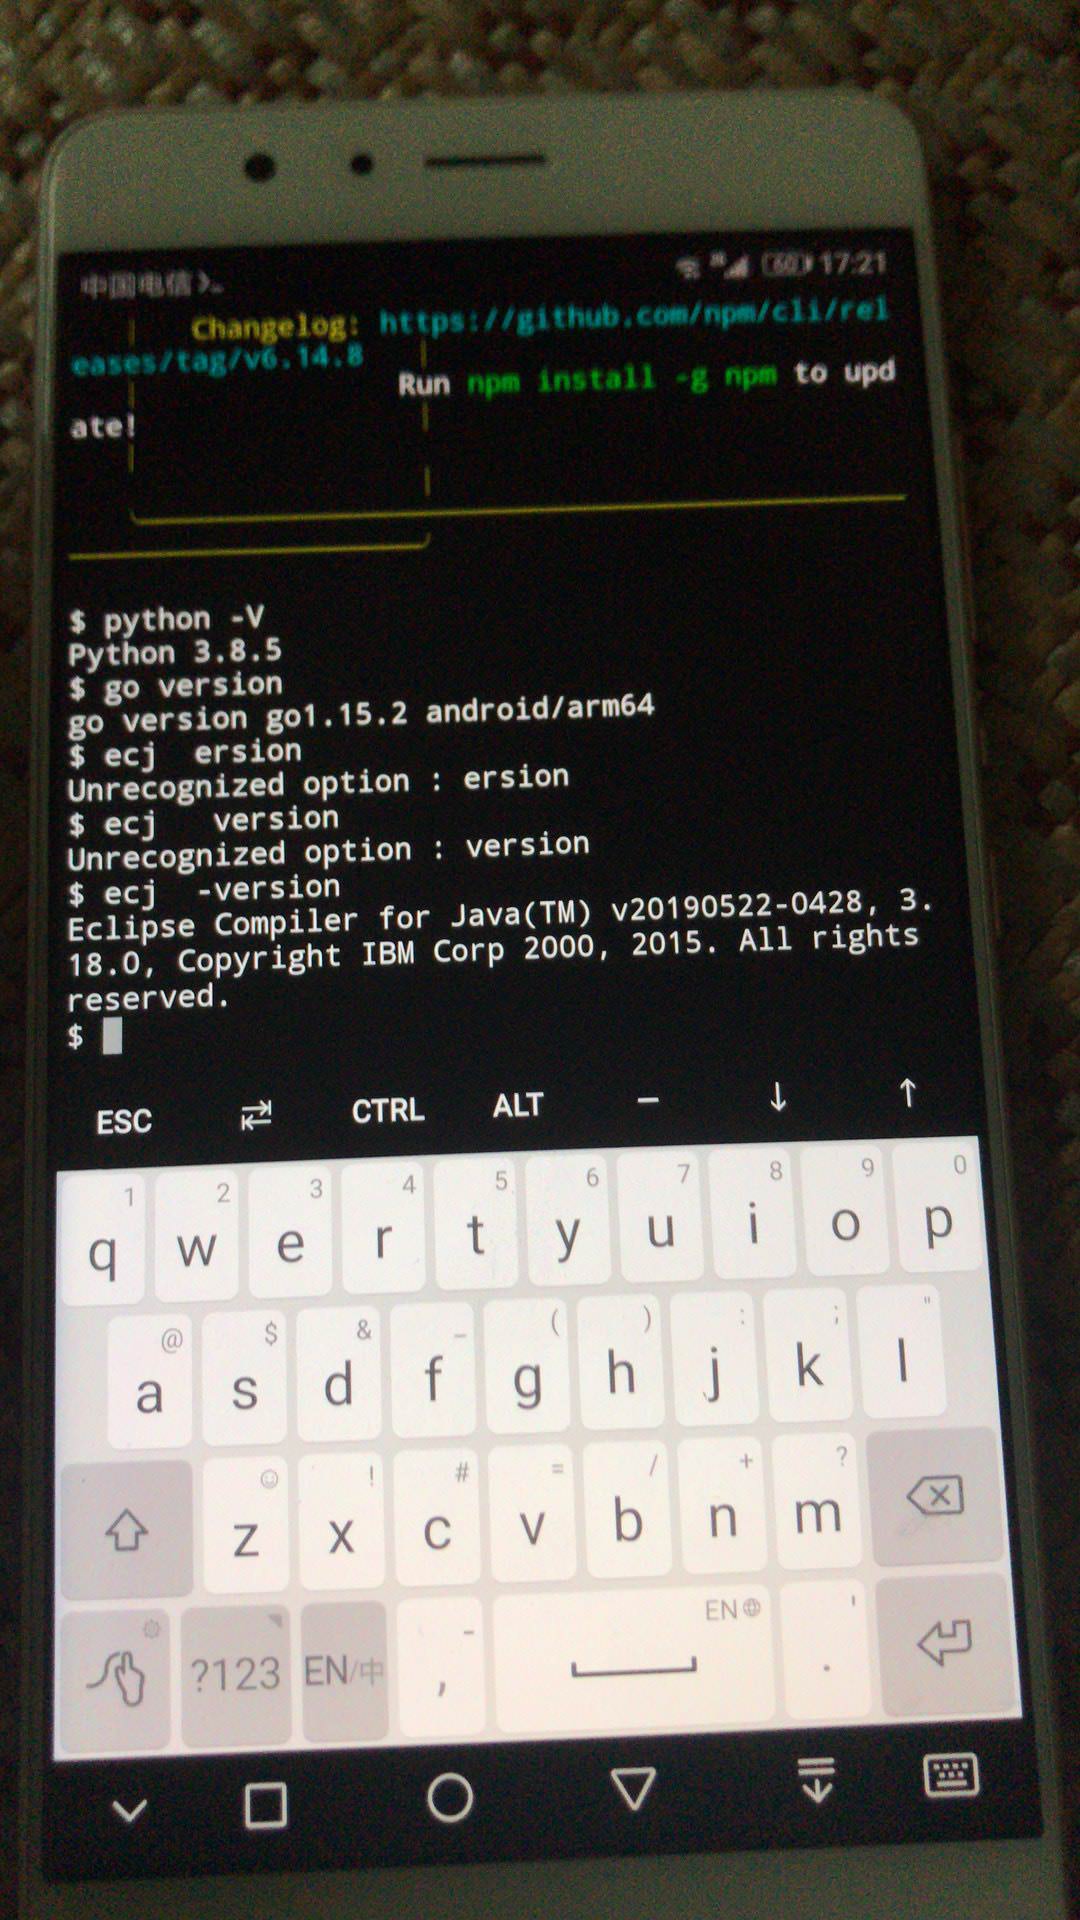 中国电信
17:21
Changelog: https://github.com/npm/cli/rel
eases/tag/v6.14.8
Run npm install -g npm to upd
ate!
$ python -V
Python 3.8.5
$ go version
go version go1.15.2 android/arm64
$ ecj  ersion
Unrecognized option : ersion
$ ecj   version
Unrecognized option : version
$ ecj  -version
Eclipse Compiler for Java(TM) v20190522-0428, 3.
18.0, Copyright IBM Corp 2000, 2015. All rights
reserved.
$
ESC CTRL ALT – ↓ ↑
1 2 3 4 5 6 7 8 9 0
q w e r t y u i o p
@ $ & _ ( ) : ; "
a s d f g h j k l
! # = / + ?
z x c v b n m
EN
?123 EN/中 , - . '